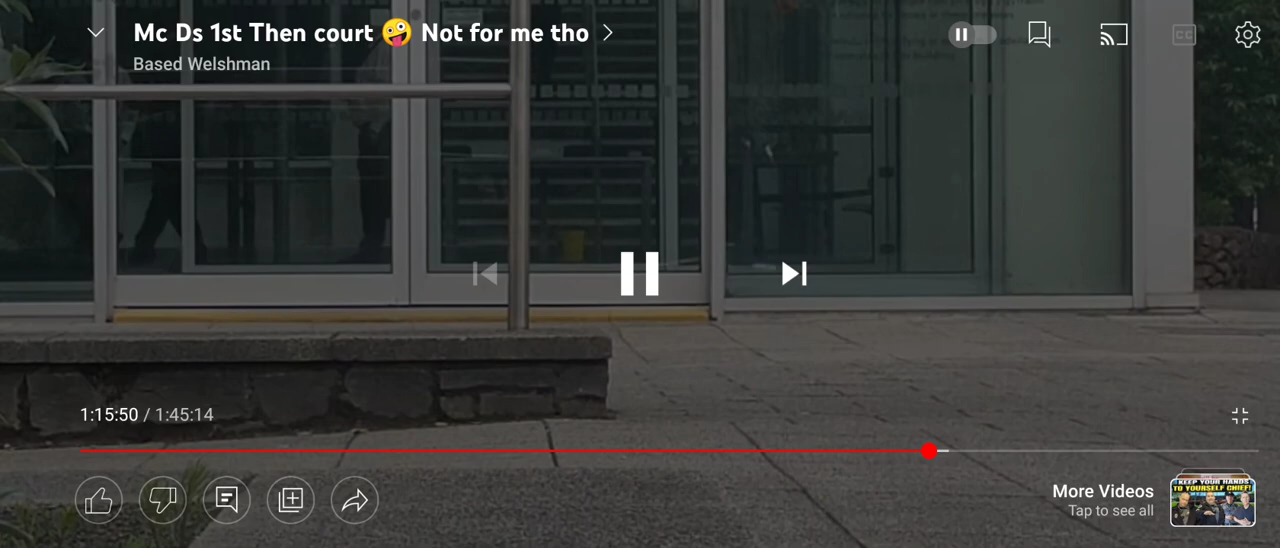 Mc Ds 1st Then court 🤪 Not for me tho
Based Welshman
CC
1:15:50 / 1:45:14
More Videos
Tap to see all
KEEP YOUR HANDS
TO YOURSELF CHIEF!